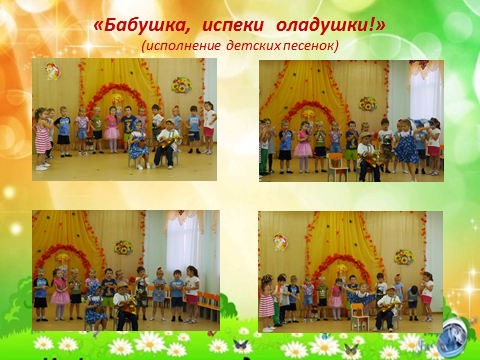 «Бабушка, испеки оладушки!»
(исполнение детских песенок)